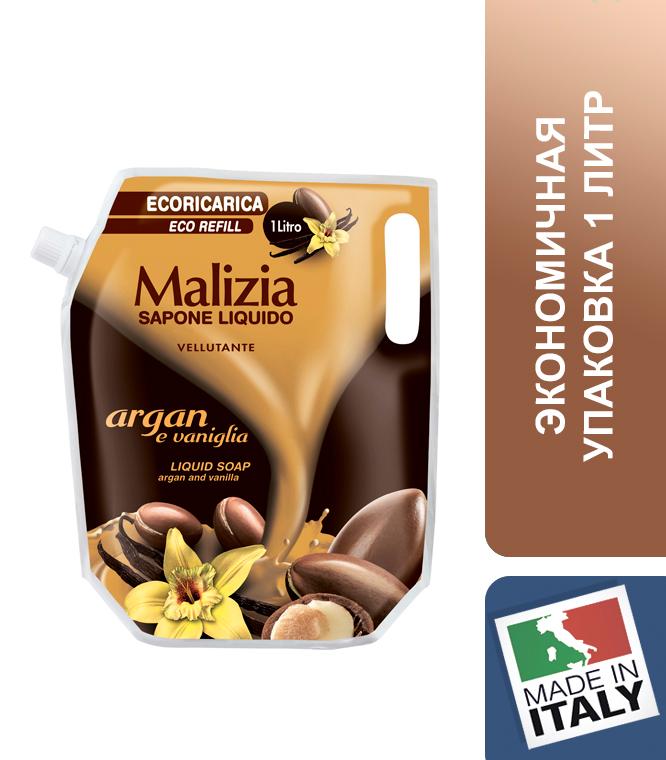 ECORICARICA
ECO REFILL
1 Litro
Malizia
SAPONE LIQUIDO
VELLUTANTE
argan
e vaniglia
LIQUID SOAP
argan and vanilla
ЭКОНОМИЧНАЯ
УПАКОВКА 1 ЛИТР
MADE IN
ITALY